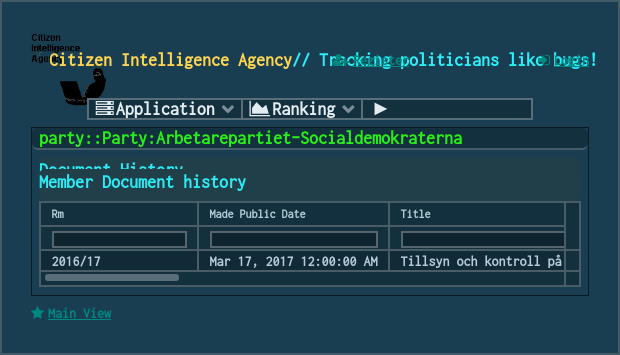 Citizen
Intelligence
Agency
Citizen Intelligence Agency// Tracking politicians like bugs!
Application
Ranking
party::Party:Arbetarepartiet-Socialdemokraterna
Document History
Member Document history
Rm Made Public Date Title
2016/17 Mar 17, 2017 12:00:00 AM Tillsyn och kontroll på
Main View